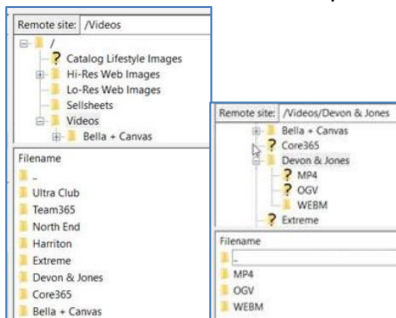 Remote site: /Videos
/
? Catalog Lifestyle Images
Hi-Res Web Images
Lo-Res Web Images
Sellsheets
Videos
Bella + Canvas
Filename
..
Ultra Club
Team365
North End
Harriton
Extreme
Devon & Jones
Core365
Bella + Canvas
Remote site: /Videos/Devon & Jones
Bella + Canvas
? Core365
Devon & Jones
? MP4
? OGV
WEBM
? Extreme
Filename
..
MP4
OGV
WEBM